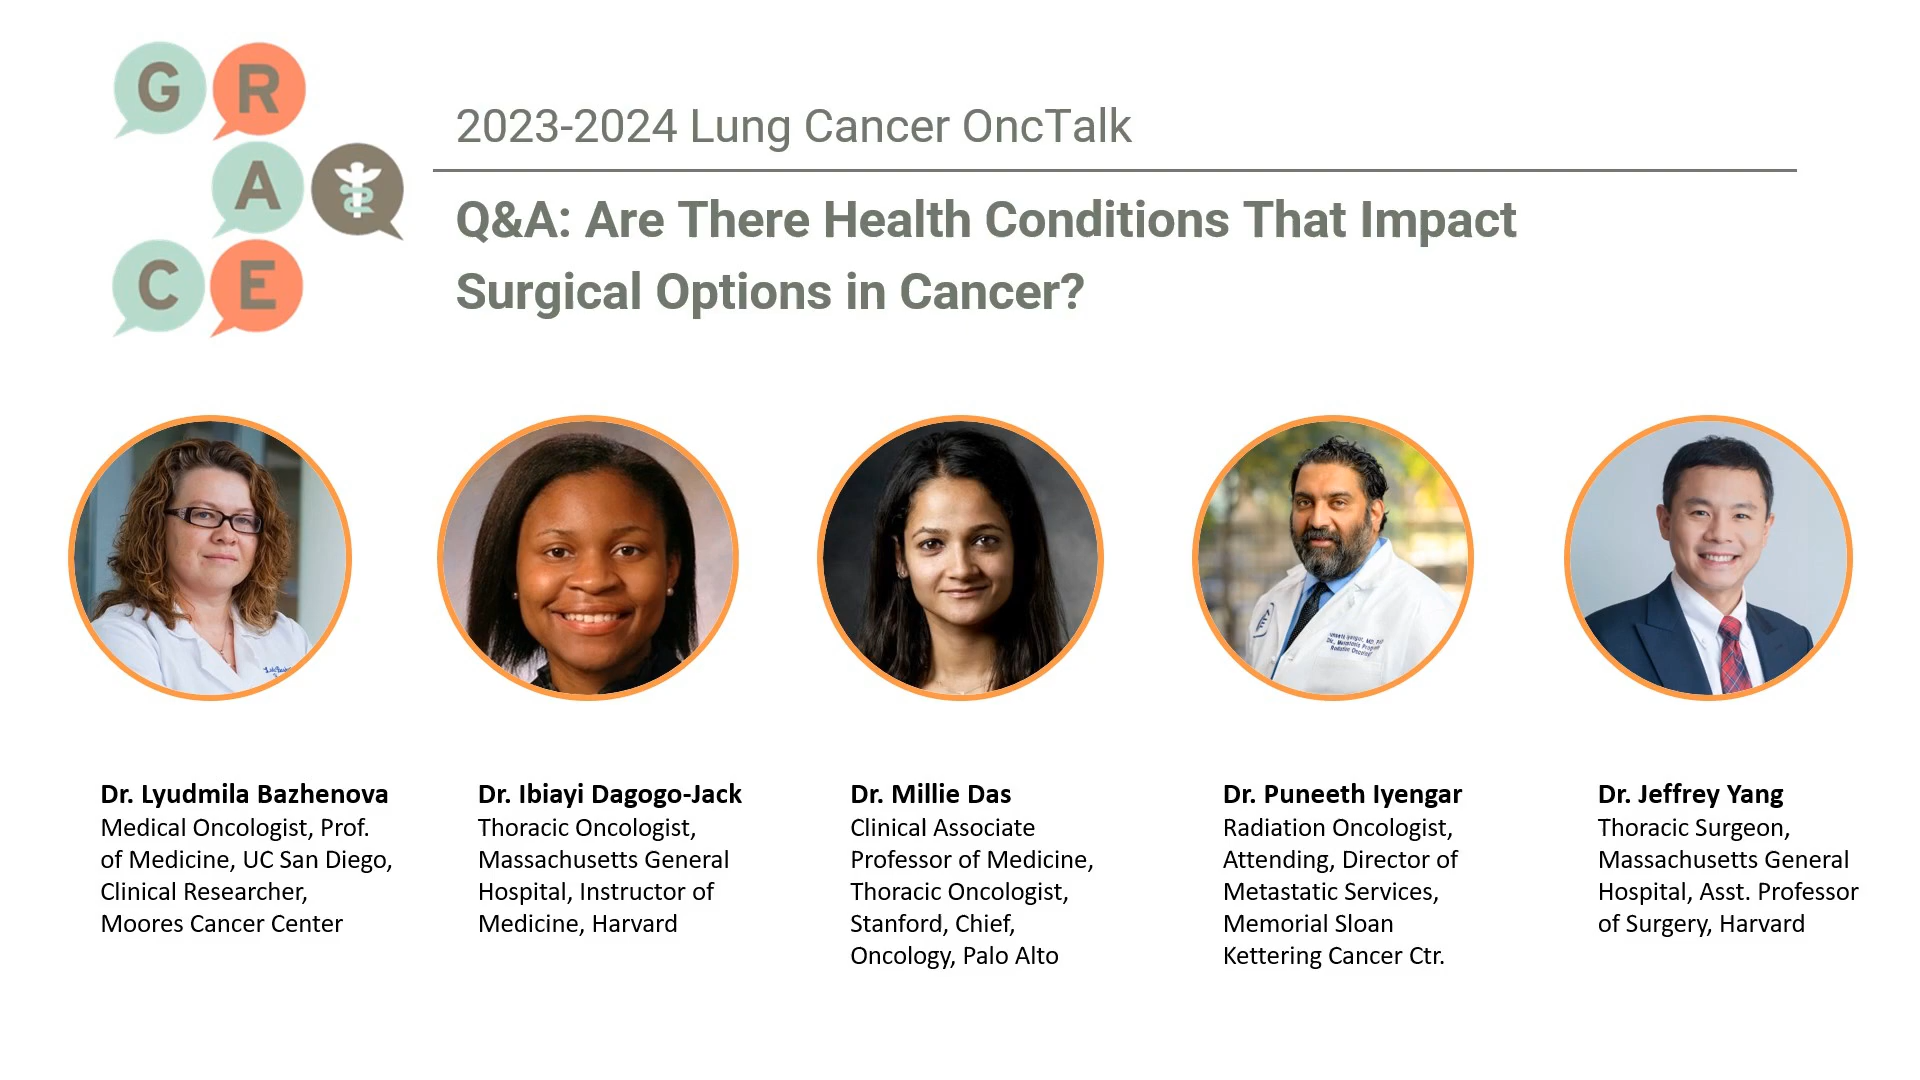 G R
A
C E
2023-2024 Lung Cancer OncTalk
Q&A: Are There Health Conditions That Impact
Surgical Options in Cancer?
Dr. Lyudmila Bazhenova
Medical Oncologist, Prof.
of Medicine, UC San Diego,
Clinical Researcher,
Moores Cancer Center
Dr. Ibiayi Dagogo-Jack
Thoracic Oncologist,
Massachusetts General
Hospital, Instructor of
Medicine, Harvard
Dr. Millie Das
Clinical Associate
Professor of Medicine,
Thoracic Oncologist,
Stanford, Chief,
Oncology, Palo Alto
Dr. Puneeth Iyengar
Radiation Oncologist,
Attending, Director of
Metastatic Services,
Memorial Sloan
Kettering Cancer Ctr.
Dr. Jeffrey Yang
Thoracic Surgeon,
Massachusetts General
Hospital, Asst. Professor
of Surgery, Harvard